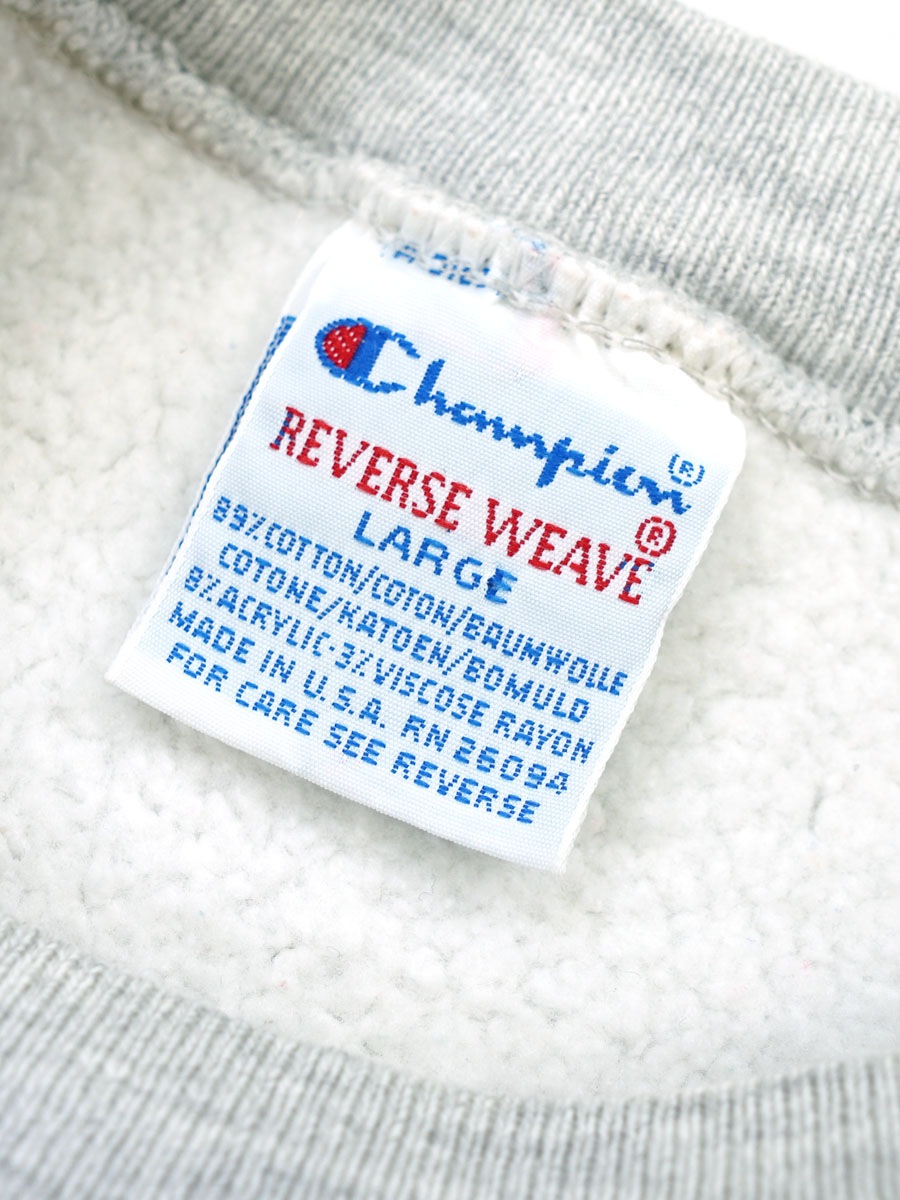 Champion®
REVERSE WEAVE®
LARGE
89%COTTON/COTON/BAUMWOLLE
COTONE/KATOEN/BOMULD
8%ACRYLIC-3%VISCOSE RAYON
MADE IN U.S.A. RN 26094
FOR CARE SEE REVERSE